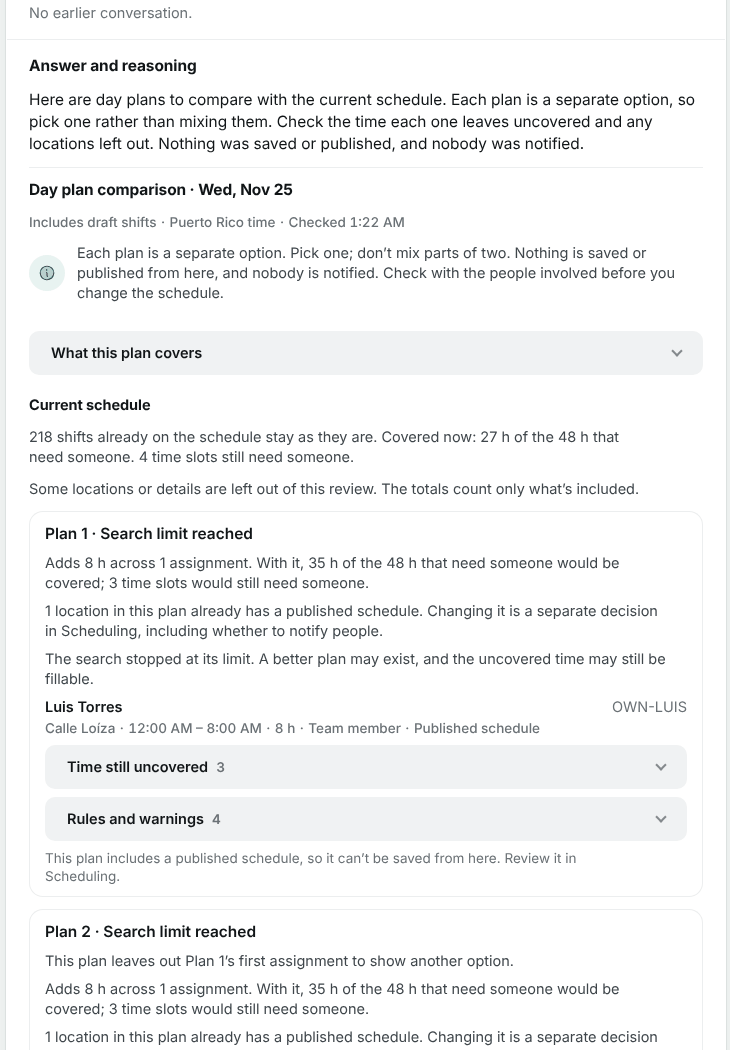 No earlier conversation.
Answer and reasoning
Here are day plans to compare with the current schedule. Each plan is a separate option, so
pick one rather than mixing them. Check the time each one leaves uncovered and any
locations left out. Nothing was saved or published, and nobody was notified.
Day plan comparison · Wed, Nov 25
Includes draft shifts · Puerto Rico time · Checked 1:22 AM
Each plan is a separate option. Pick one; don’t mix parts of two. Nothing is saved or
published from here, and nobody is notified. Check with the people involved before you
change the schedule.
What this plan covers
Current schedule
218 shifts already on the schedule stay as they are. Covered now: 27 h of the 48 h that
need someone. 4 time slots still need someone.
Some locations or details are left out of this review. The totals count only what’s included.
Plan 1 · Search limit reached
Adds 8 h across 1 assignment. With it, 35 h of the 48 h that need someone would be
covered; 3 time slots would still need someone.
1 location in this plan already has a published schedule. Changing it is a separate decision
in Scheduling, including whether to notify people.
The search stopped at its limit. A better plan may exist, and the uncovered time may still be
fillable.
Luis Torres OWN-LUIS
Calle Loíza · 12:00 AM – 8:00 AM · 8 h · Team member · Published schedule
Time still uncovered 3
Rules and warnings 4
This plan includes a published schedule, so it can’t be saved from here. Review it in
Scheduling.
Plan 2 · Search limit reached
This plan leaves out Plan 1’s first assignment to show another option.
Adds 8 h across 1 assignment. With it, 35 h of the 48 h that need someone would be
covered; 3 time slots would still need someone.
1 location in this plan already has a published schedule. Changing it is a separate decision